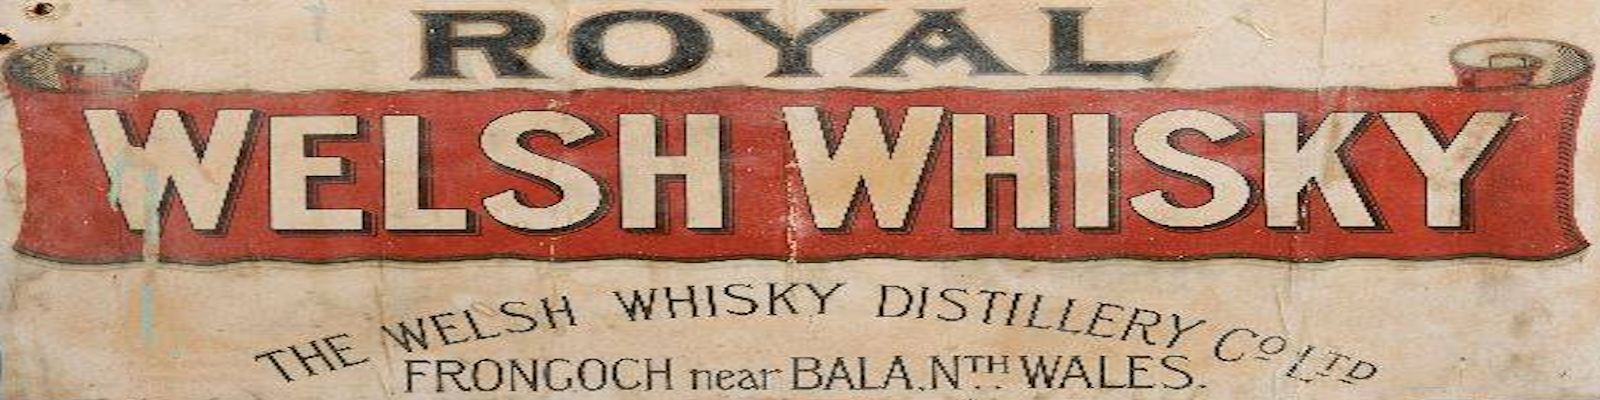 ROYAL
WELSH WHISKY
THE WELSH WHISKY DISTILLERY Co LTD
FRONGOCH near BALA. NTH WALES.